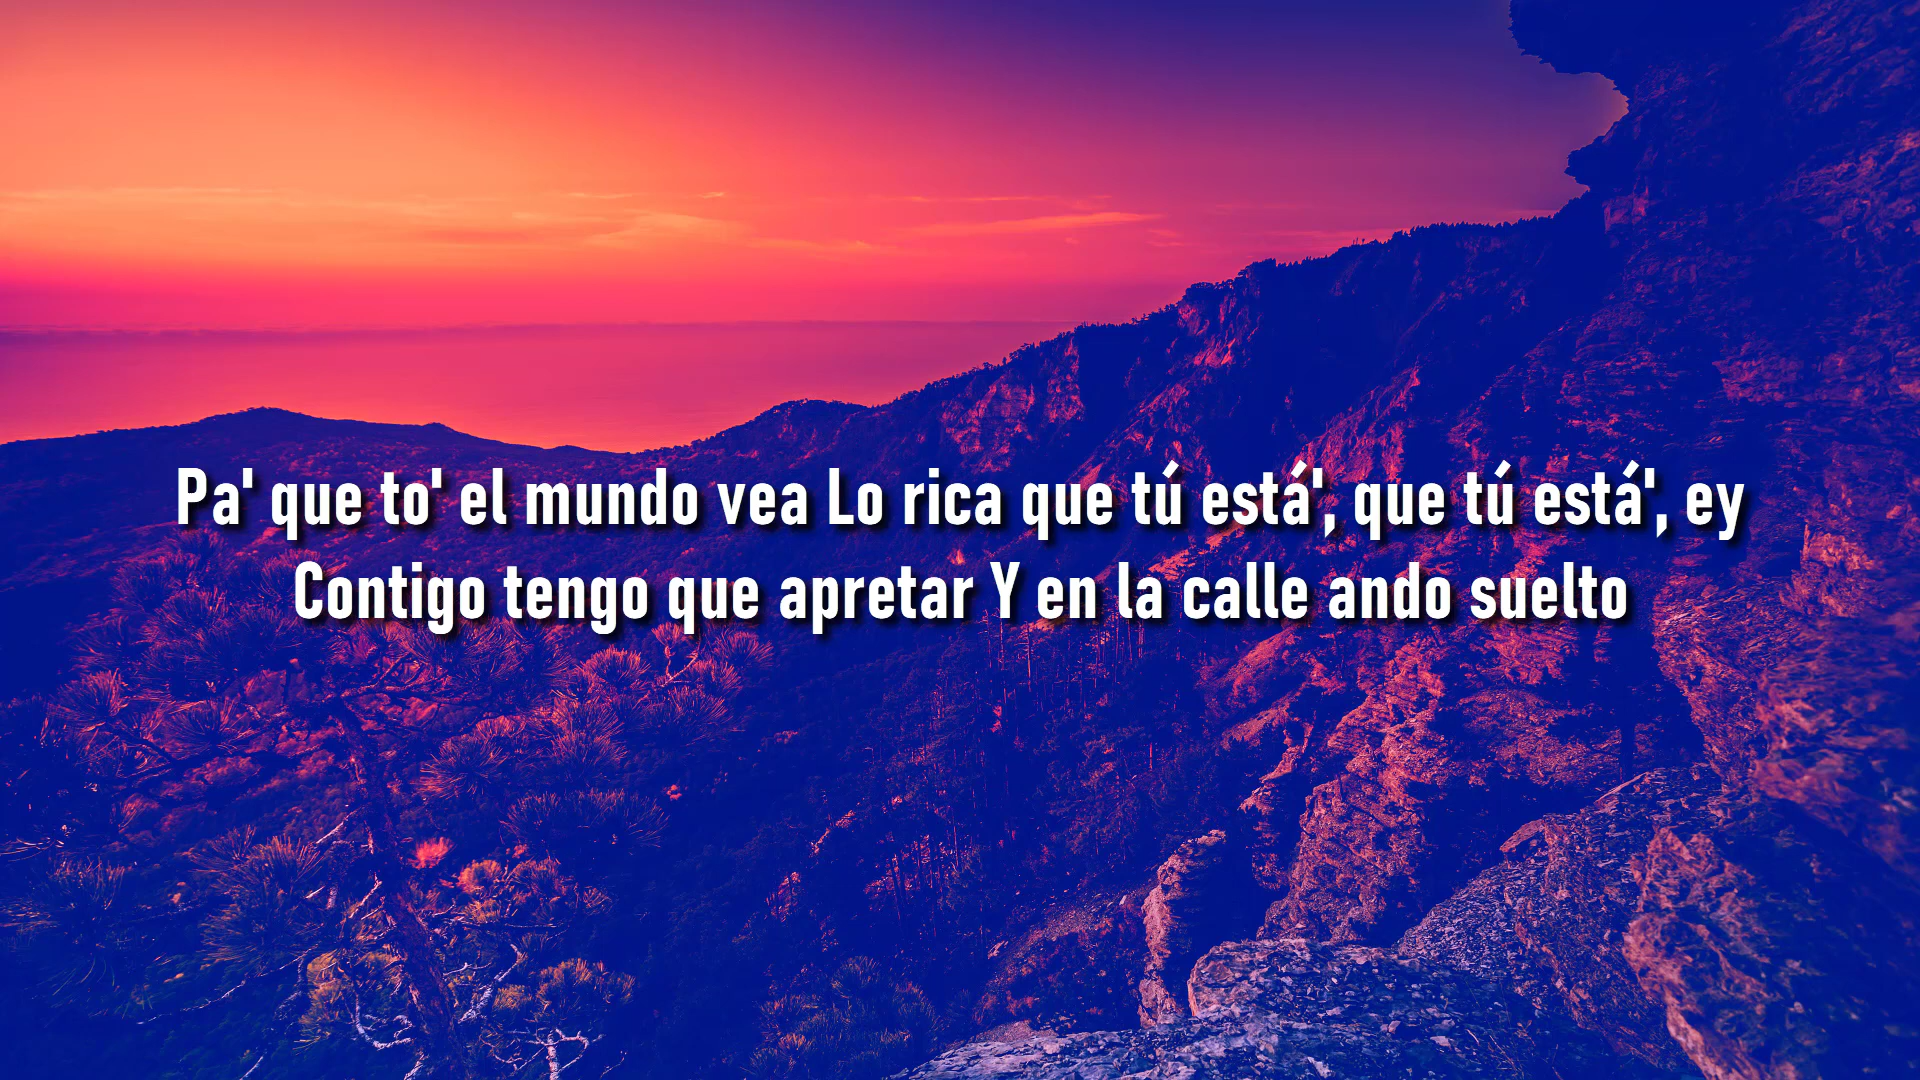 Pa' que to' el mundo vea Lo rica que tú está', que tú está', ey
Contigo tengo que apretar Y en la calle ando suelto